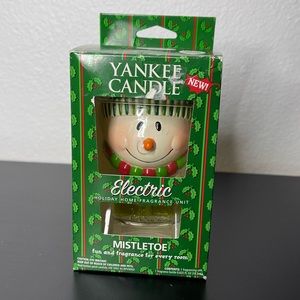 YANKEE
CANDLE
NEW!
Electric
HOLIDAY HOME FRAGRANCE UNIT
MISTLETOE
fun and fragrance for every room.